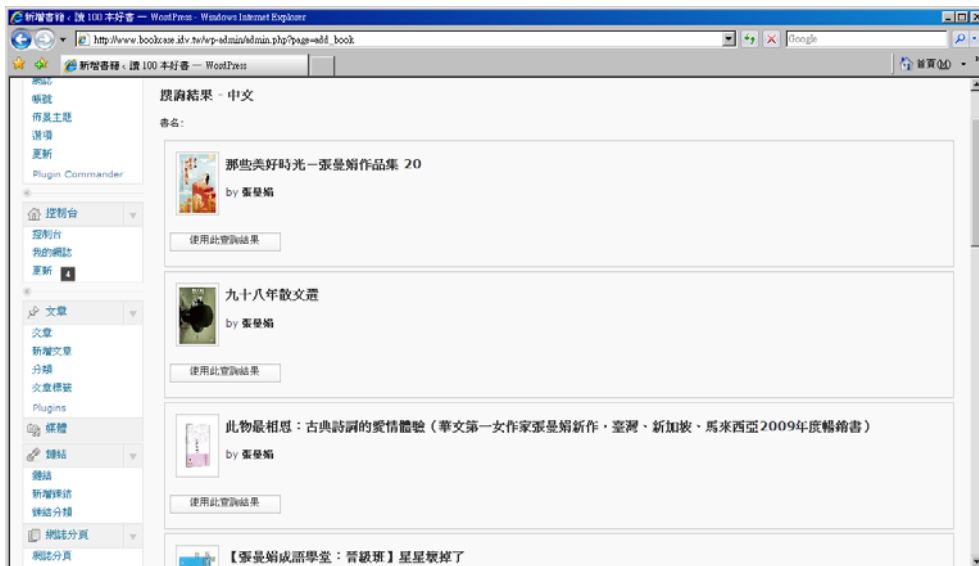 新增書籍 ‹ 讀 100 本好書 — WordPress - Windows Internet Explorer
http://www.bookcase.idv.tw/wp-admin/admin.php?page=add_book
Google
新增書籍 ‹ 讀 100 本好書 — WordPress
首頁(M)
網誌
帳號
佈景主題
選項
更新
Plugin Commander
控制台
控制台
我的網誌
更新 4
文章
文章
新增文章
分類
文章標籤
Plugins
媒體
鏈結
鏈結
新增鏈結
鏈結分類
網誌分頁
網誌分頁
搜詢結果 - 中文
書名:
那些美好時光－張曼娟作品集 20
by 張曼娟
使用此查詢結果
九十八年散文選
by 張曼娟
使用此查詢結果
此物最相思：古典詩詞的愛情體驗（華文第一女作家張曼娟新作，臺灣、新加坡、馬來西亞2009年度暢銷書）
by 張曼娟
使用此查詢結果
【張曼娟成語學堂：晉級班】星星壞掉了